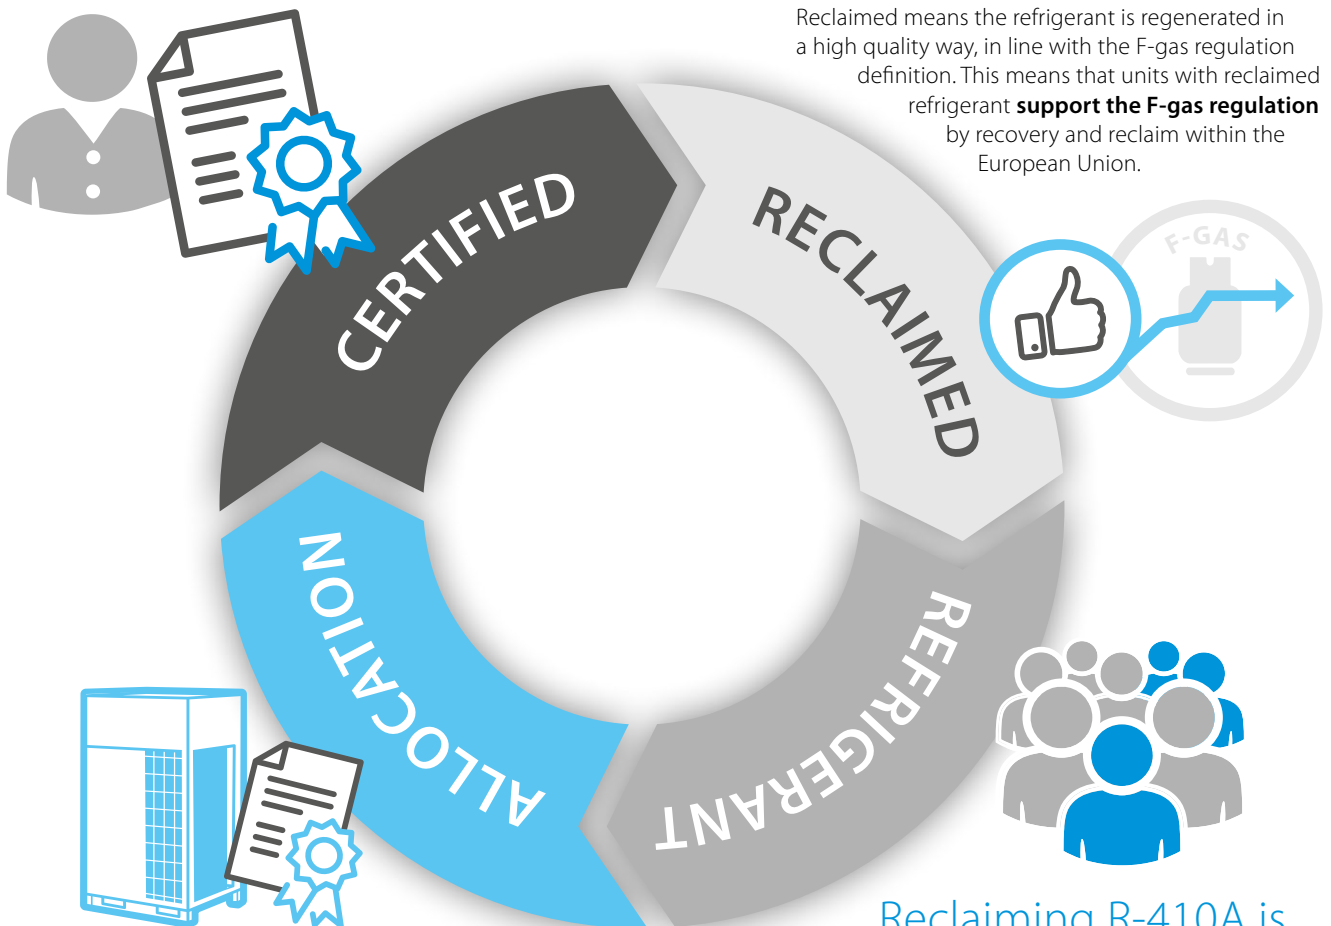 Reclaimed means the refrigerant is regenerated in
a high quality way, in line with the F-gas regulation
definition. This means that units with reclaimed
refrigerant support the F-gas regulation
by recovery and reclaim within the
European Union.
CERTIFIED
RECLAIMED
F-GAS
REFRIGERANT
ALLOCATION
Reclaiming R-410A is